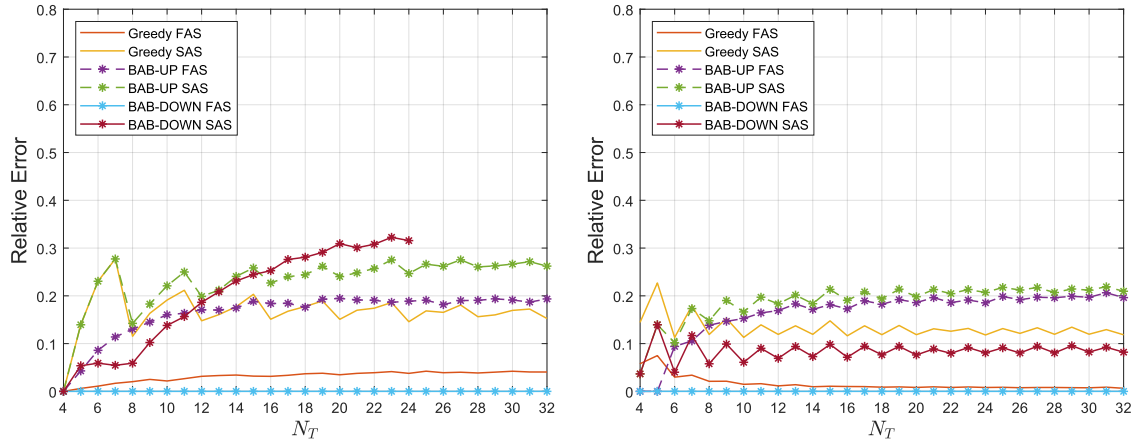 0.8
0.7
0.6
0.5
0.4
0.3
0.2
0.1
0
Relative Error
Greedy FAS
Greedy SAS
BAB-UP FAS
BAB-UP SAS
BAB-DOWN FAS
BAB-DOWN SAS
4 6 8 10 12 14 16 18 20 22 24 26 28 30 32
N_T
0.8
0.7
0.6
0.5
0.4
0.3
0.2
0.1
0
Relative Error
Greedy FAS
Greedy SAS
BAB-UP FAS
BAB-UP SAS
BAB-DOWN FAS
BAB-DOWN SAS
4 6 8 10 12 14 16 18 20 22 24 26 28 30 32
N_T